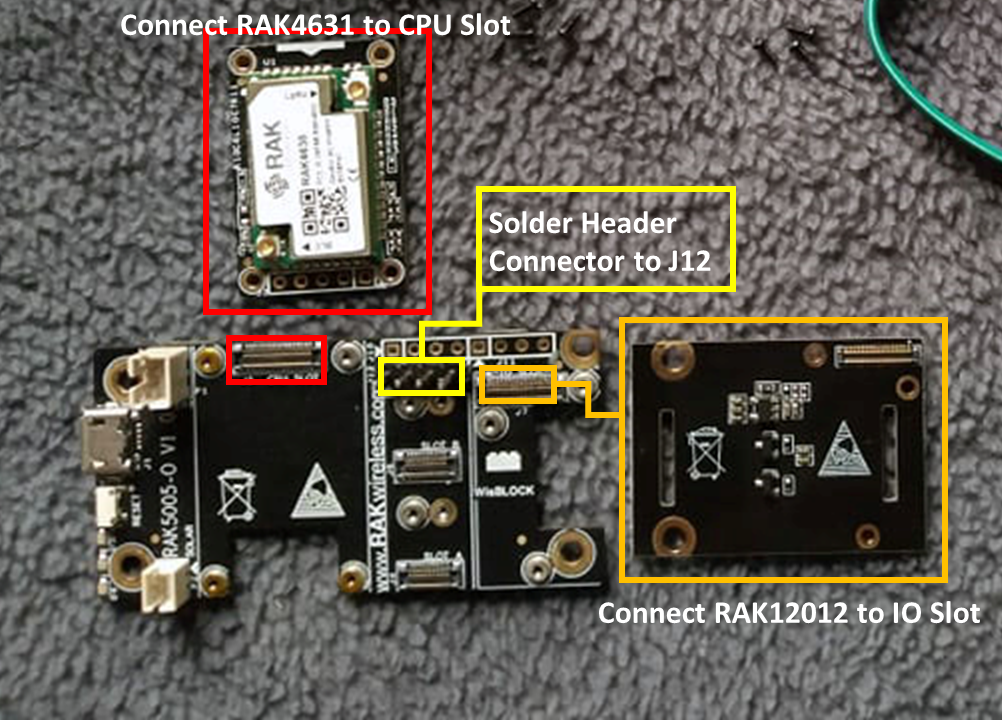 Connect RAK4631 to CPU Slot
RAK
RAK4630
Solder Header
Connector to J12
RAK5005-O V1
RESET
SOLAR
www.RAKwireless.com
SLOT B
WisBLOCK
SLOT A
Connect RAK12012 to IO Slot